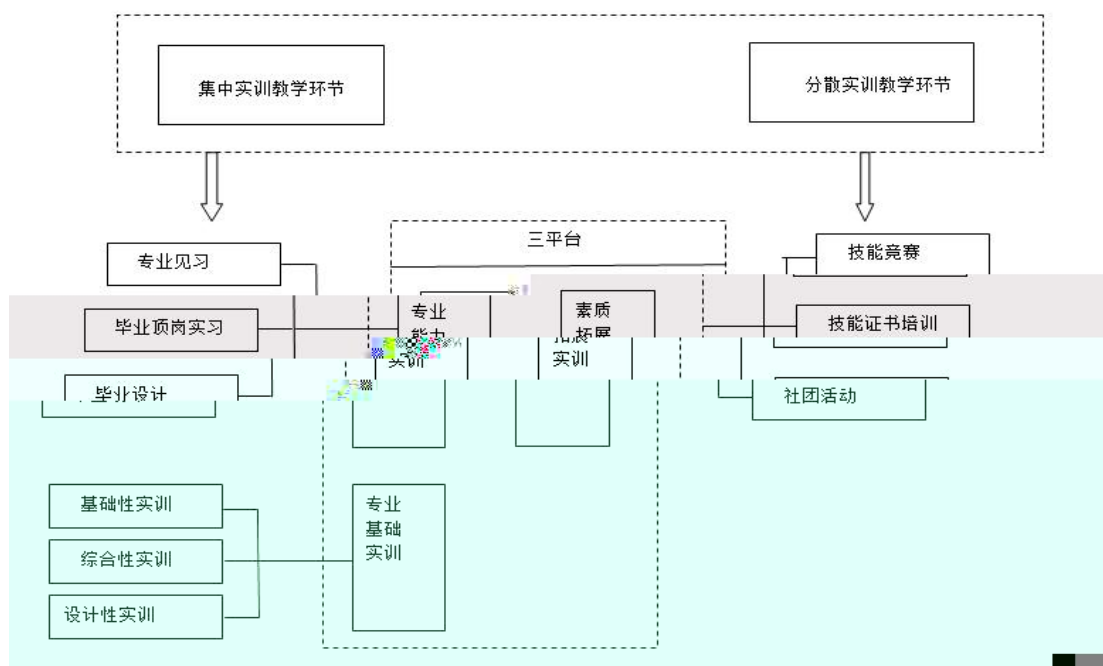 集中实训教学环节
分散实训教学环节
三平台
专业见习
技能竞赛
毕业顶岗实习
专业
能力
实训
素质
拓展
实训
技能证书培训
毕业设计
社团活动
基础性实训
综合性实训
设计性实训
专业
基础
实训